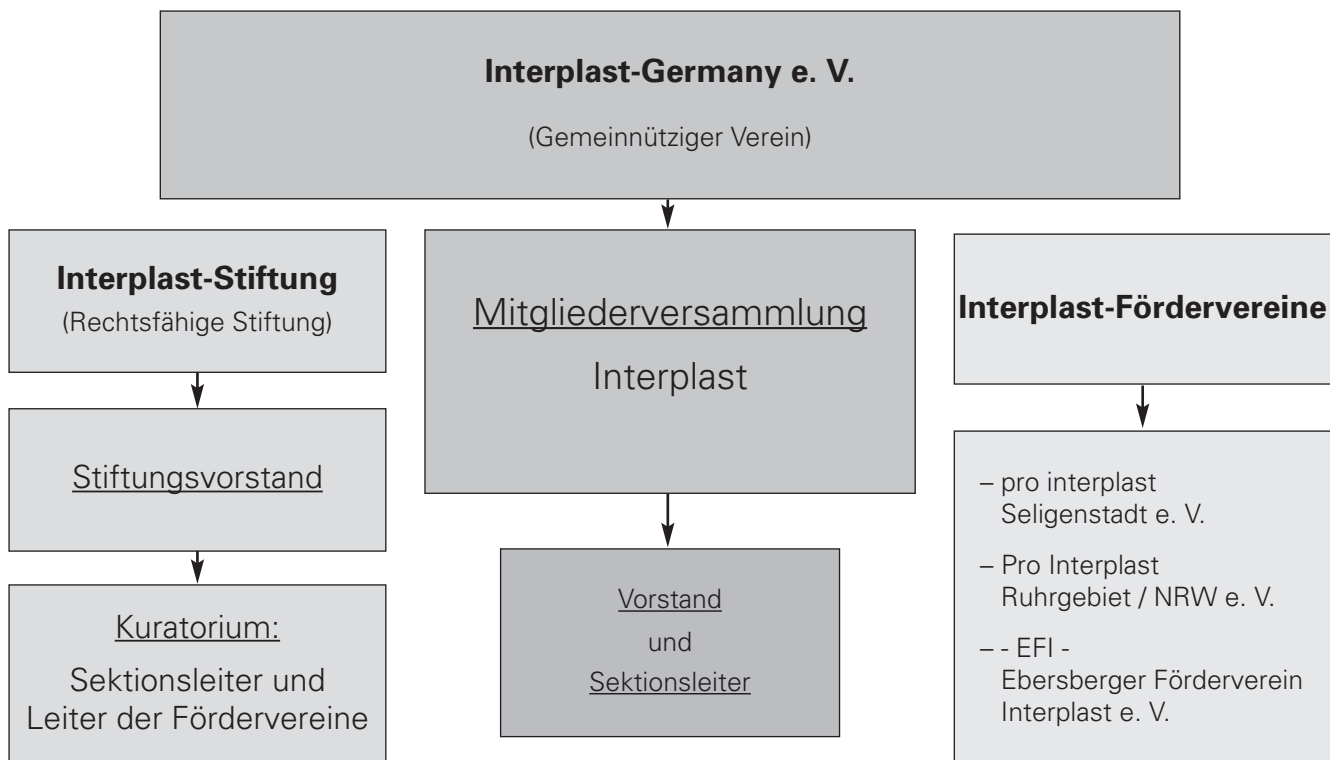 Interplast-Germany e. V.
(Gemeinnütziger Verein)
Interplast-Stiftung
(Rechtsfähige Stiftung)
Stiftungsvorstand
Kuratorium:
Sektionsleiter und
Leiter der Fördervereine
Mitgliederversammlung
Interplast
Vorstand
und
Sektionsleiter
Interplast-Fördervereine
– pro interplast
Seligenstadt e. V.
– Pro Interplast
Ruhrgebiet / NRW e. V.
– - EFI -
Ebersberger Förderverein
Interplast e. V.